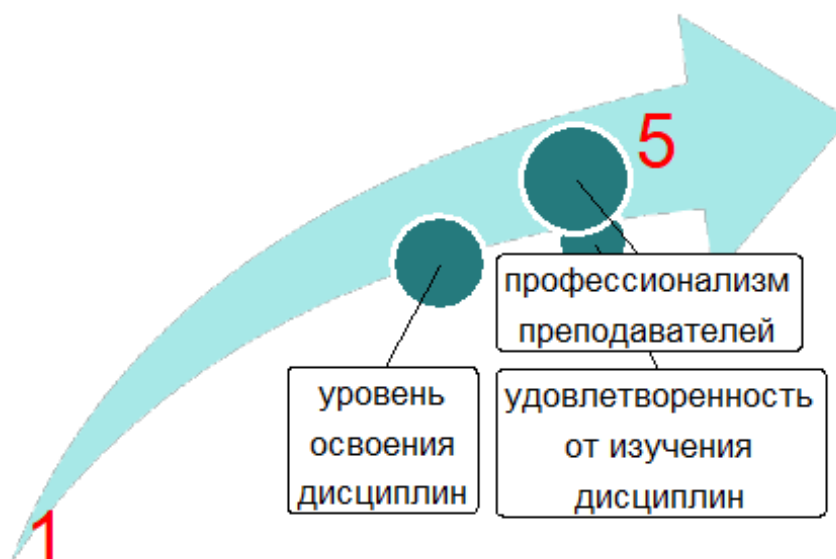 5
профессионализм
преподавателей
уровень
освоения
дисциплин
удовлетворенность
от изучения
дисциплин
1